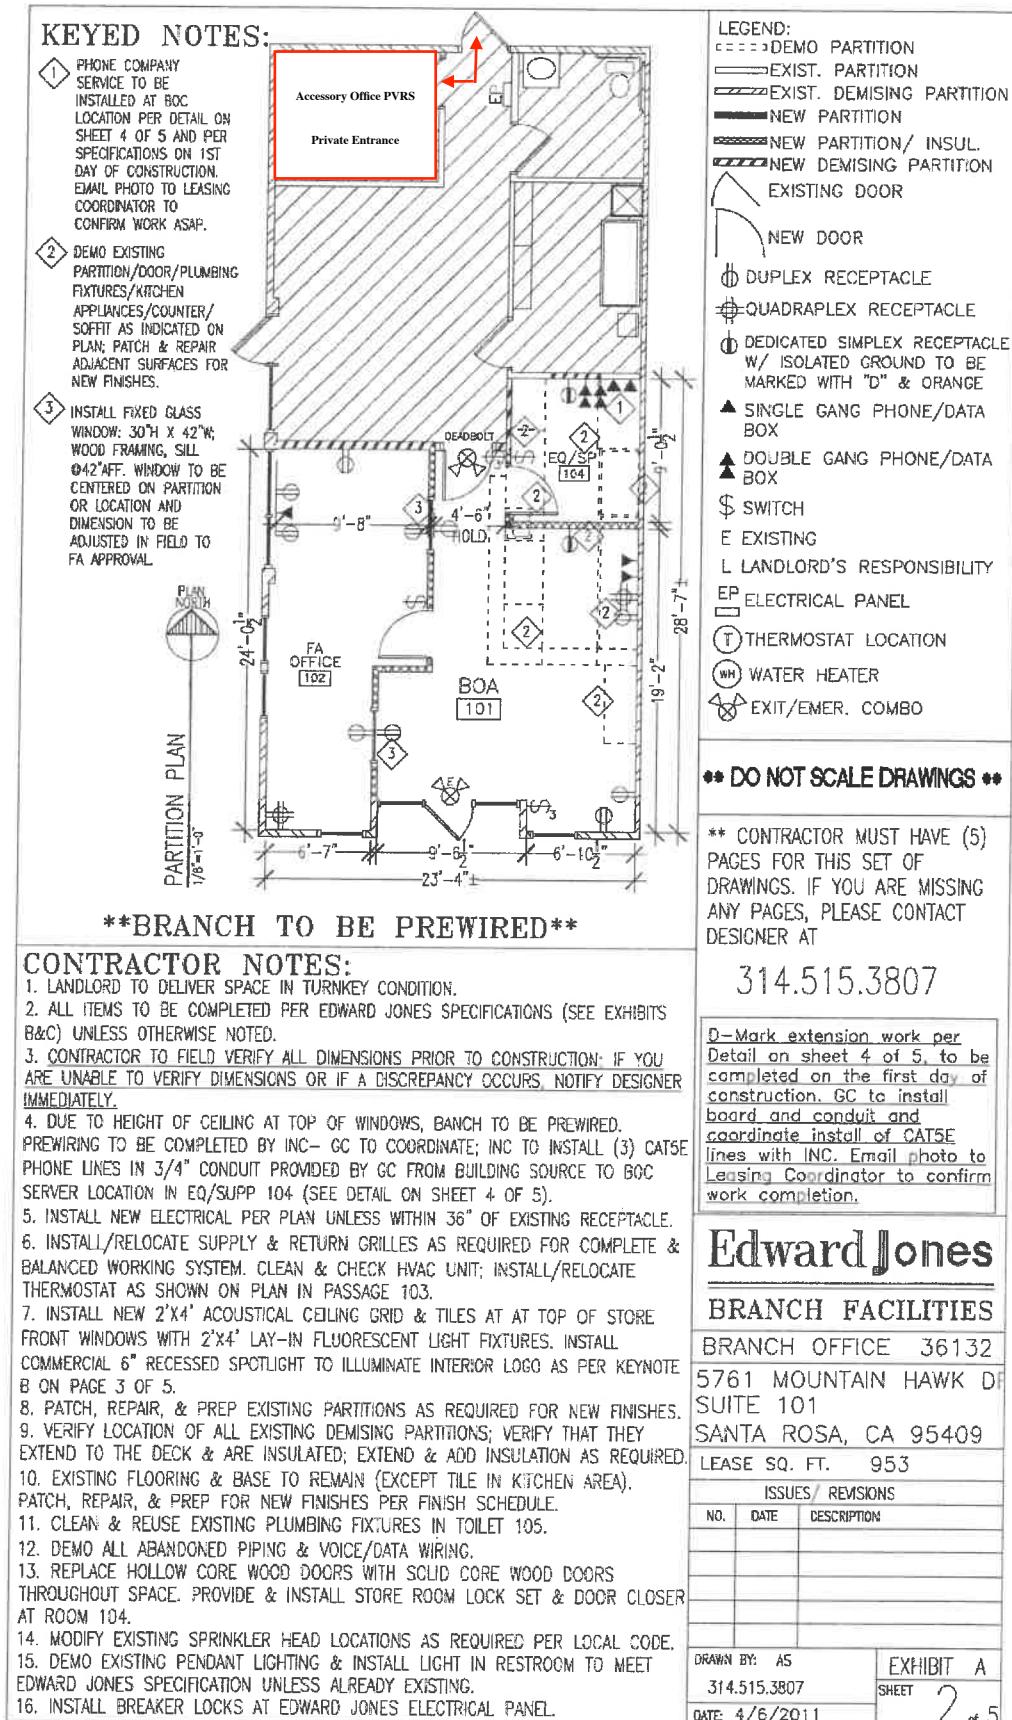 KEYED NOTES:
1
PHONE COMPANY
SERVICE TO BE
INSTALLED AT BOC
LOCATION PER DETAIL ON
SHEET 4 OF 5 AND PER
SPECIFICATIONS ON 1ST
DAY OF CONSTRUCTION.
EMAIL PHOTO TO LEASING
COORDINATOR TO
CONFIRM WORK ASAP.
2
DEMO EXISTING
PARTITION/DOOR/PLUMBING
FIXTURES/KITCHEN
APPLIANCES/COUNTER/
SOFFIT AS INDICATED ON
PLAN; PATCH & REPAIR
ADJACENT SURFACES FOR
NEW FINISHES.
3
INSTALL FIXED GLASS
WINDOW: 30"H X 42"W;
WOOD FRAMING, SILL
@42"AFF. WINDOW TO BE
CENTERED ON PARTITION
OR LOCATION AND
DIMENSION TO BE
ADJUSTED IN FIELD TO
FA APPROVAL
PLAN
NORTH
PARTITION PLAN
1/8"=1'-0"
Accessory Office PVRS
Private Entrance
EP
DEADBOLT
EQ/SP
104
1
2
2
2
2
2
2
2
3
3
9'-8"
4'-6"
HOLD
9'-0½"
28'-7"±
19'-2"
24'-0½"
FA
OFFICE
102
BOA
101
E
$3
6'-7"
9'-6½"
6'-10½"
23'-4"±
**BRANCH TO BE PREWIRED**
CONTRACTOR NOTES:
1. LANDLORD TO DELIVER SPACE IN TURNKEY CONDITION.
2. ALL ITEMS TO BE COMPLETED PER EDWARD JONES SPECIFICATIONS (SEE EXHIBITS
B&C) UNLESS OTHERWISE NOTED.
3. CONTRACTOR TO FIELD VERIFY ALL DIMENSIONS PRIOR TO CONSTRUCTION; IF YOU
ARE UNABLE TO VERIFY DIMENSIONS OR IF A DISCREPANCY OCCURS, NOTIFY DESIGNER
IMMEDIATELY.
4. DUE TO HEIGHT OF CEILING AT TOP OF WINDOWS, BANCH TO BE PREWIRED.
PREWIRING TO BE COMPLETED BY INC- GC TO COORDINATE; INC TO INSTALL (3) CAT5E
PHONE LINES IN 3/4" CONDUIT PROVIDED BY GC FROM BUILDING SOURCE TO BOC
SERVER LOCATION IN EQ/SUPP 104 (SEE DETAIL ON SHEET 4 OF 5).
5. INSTALL NEW ELECTRICAL PER PLAN UNLESS WITHIN 36" OF EXISTING RECEPTACLE.
6. INSTALL/RELOCATE SUPPLY & RETURN GRILLES AS REQUIRED FOR COMPLETE &
BALANCED WORKING SYSTEM. CLEAN & CHECK HVAC UNIT; INSTALL/RELOCATE
THERMOSTAT AS SHOWN ON PLAN IN PASSAGE 103.
7. INSTALL NEW 2'X4' ACOUSTICAL CEILING GRID & TILES AT AT TOP OF STORE
FRONT WINDOWS WITH 2'X4' LAY-IN FLUORESCENT LIGHT FIXTURES. INSTALL
COMMERCIAL 6" RECESSED SPOTLIGHT TO ILLUMINATE INTERIOR LOGO AS PER KEYNOTE
B ON PAGE 3 OF 5.
8. PATCH, REPAIR, & PREP EXISTING PARTITIONS AS REQUIRED FOR NEW FINISHES.
9. VERIFY LOCATION OF ALL EXISTING DEMISING PARTITIONS; VERIFY THAT THEY
EXTEND TO THE DECK & ARE INSULATED; EXTEND & ADD INSULATION AS REQUIRED.
10. EXISTING FLOORING & BASE TO REMAIN (EXCEPT TILE IN KITCHEN AREA).
PATCH, REPAIR, & PREP FOR NEW FINISHES PER FINISH SCHEDULE.
11. CLEAN & REUSE EXISTING PLUMBING FIXTURES IN TOILET 105.
12. DEMO ALL ABANDONED PIPING & VOICE/DATA WIRING.
13. REPLACE HOLLOW CORE WOOD DOORS WITH SOLID CORE WOOD DOORS
THROUGHOUT SPACE. PROVIDE & INSTALL STORE ROOM LOCK SET & DOOR CLOSER
AT ROOM 104.
14. MODIFY EXISTING SPRINKLER HEAD LOCATIONS AS REQUIRED PER LOCAL CODE.
15. DEMO EXISTING PENDANT LIGHTING & INSTALL LIGHT IN RESTROOM TO MEET
EDWARD JONES SPECIFICATION UNLESS ALREADY EXISTING.
16. INSTALL BREAKER LOCKS AT EDWARD JONES ELECTRICAL PANEL.
LEGEND:
DEMO PARTITION
EXIST. PARTITION
EXIST. DEMISING PARTITION
NEW PARTITION
NEW PARTITION/ INSUL.
NEW DEMISING PARTITION
EXISTING DOOR
NEW DOOR
DUPLEX RECEPTACLE
QUADRAPLEX RECEPTACLE
DEDICATED SIMPLEX RECEPTACLE
W/ ISOLATED GROUND TO BE
MARKED WITH "D" & ORANGE
SINGLE GANG PHONE/DATA
BOX
DOUBLE GANG PHONE/DATA
BOX
$ SWITCH
E EXISTING
L LANDLORD'S RESPONSIBILITY
EP ELECTRICAL PANEL
T THERMOSTAT LOCATION
WH WATER HEATER
EXIT/EMER. COMBO
** DO NOT SCALE DRAWINGS **
** CONTRACTOR MUST HAVE (5)
PAGES FOR THIS SET OF
DRAWINGS. IF YOU ARE MISSING
ANY PAGES, PLEASE CONTACT
DESIGNER AT
314.515.3807
D-Mark extension work per
Detail on sheet 4 of 5, to be
completed on the first day of
construction. GC to install
board and conduit and
coordinate install of CAT5E
lines with INC. Email photo to
Leasing Coordinator to confirm
work completion.
Edward Jones
BRANCH FACILITIES
BRANCH OFFICE 36132
5761 MOUNTAIN HAWK DR
SUITE 101
SANTA ROSA, CA 95409
LEASE SQ. FT. 953
ISSUES/ REVISIONS
NO. DATE DESCRIPTION
DRAWN BY: AS
314.515.3807
DATE: 4/6/2011
EXHIBIT A
SHEET
2 of 5